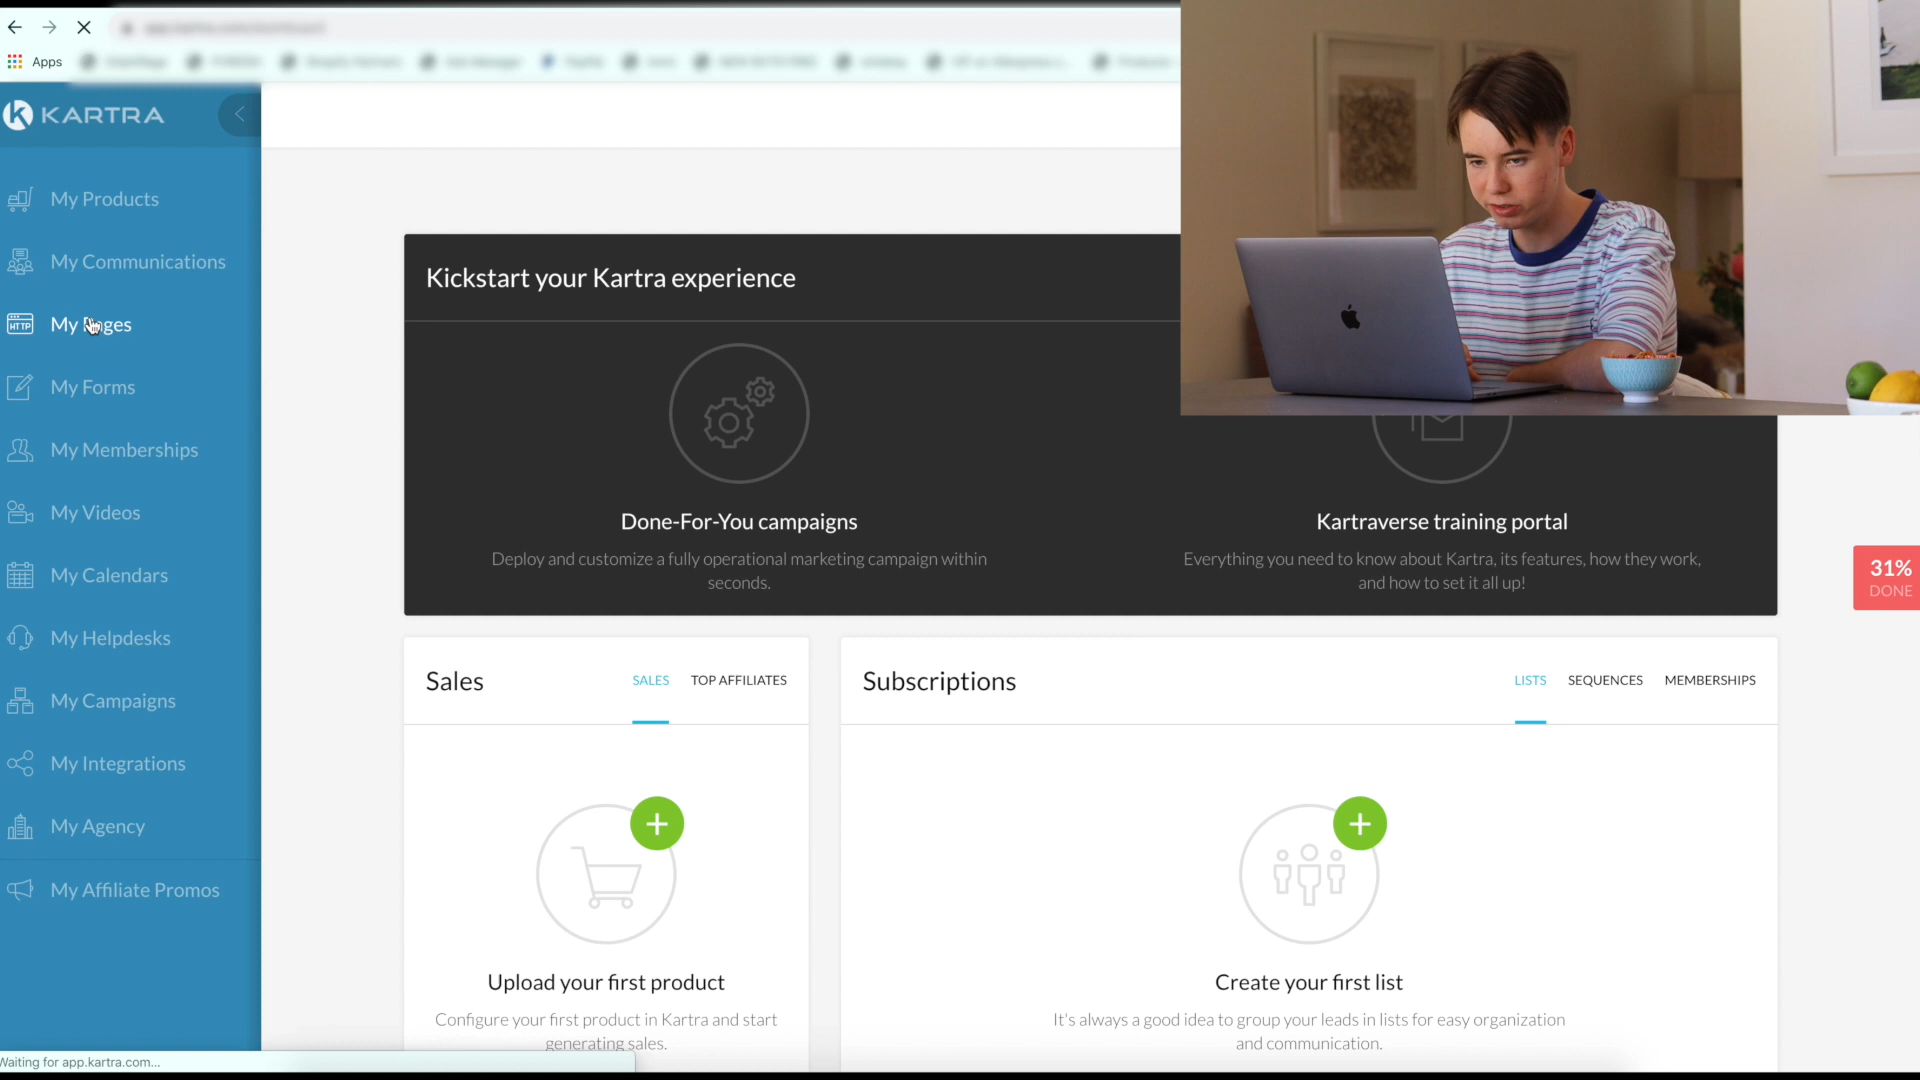 Apps
KARTRA
My Products
My Communications
HTTP
My Pages
My Forms
My Memberships
My Videos
My Calendars
My Helpdesks
My Campaigns
My Integrations
My Agency
My Affiliate Promos
Kickstart your Kartra experience
Done-For-You campaigns
Deploy and customize a fully operational marketing campaign within
seconds.
Kartraverse training portal
Everything you need to know about Kartra, its features, how they work,
and how to set it all up!
31%
DONE
Sales
SALES
TOP AFFILIATES
Upload your first product
Configure your first product in Kartra and start
generating sales.
Subscriptions
LISTS
SEQUENCES
MEMBERSHIPS
Create your first list
It's always a good idea to group your leads in lists for easy organization
and communication.
Waiting for app.kartra.com...